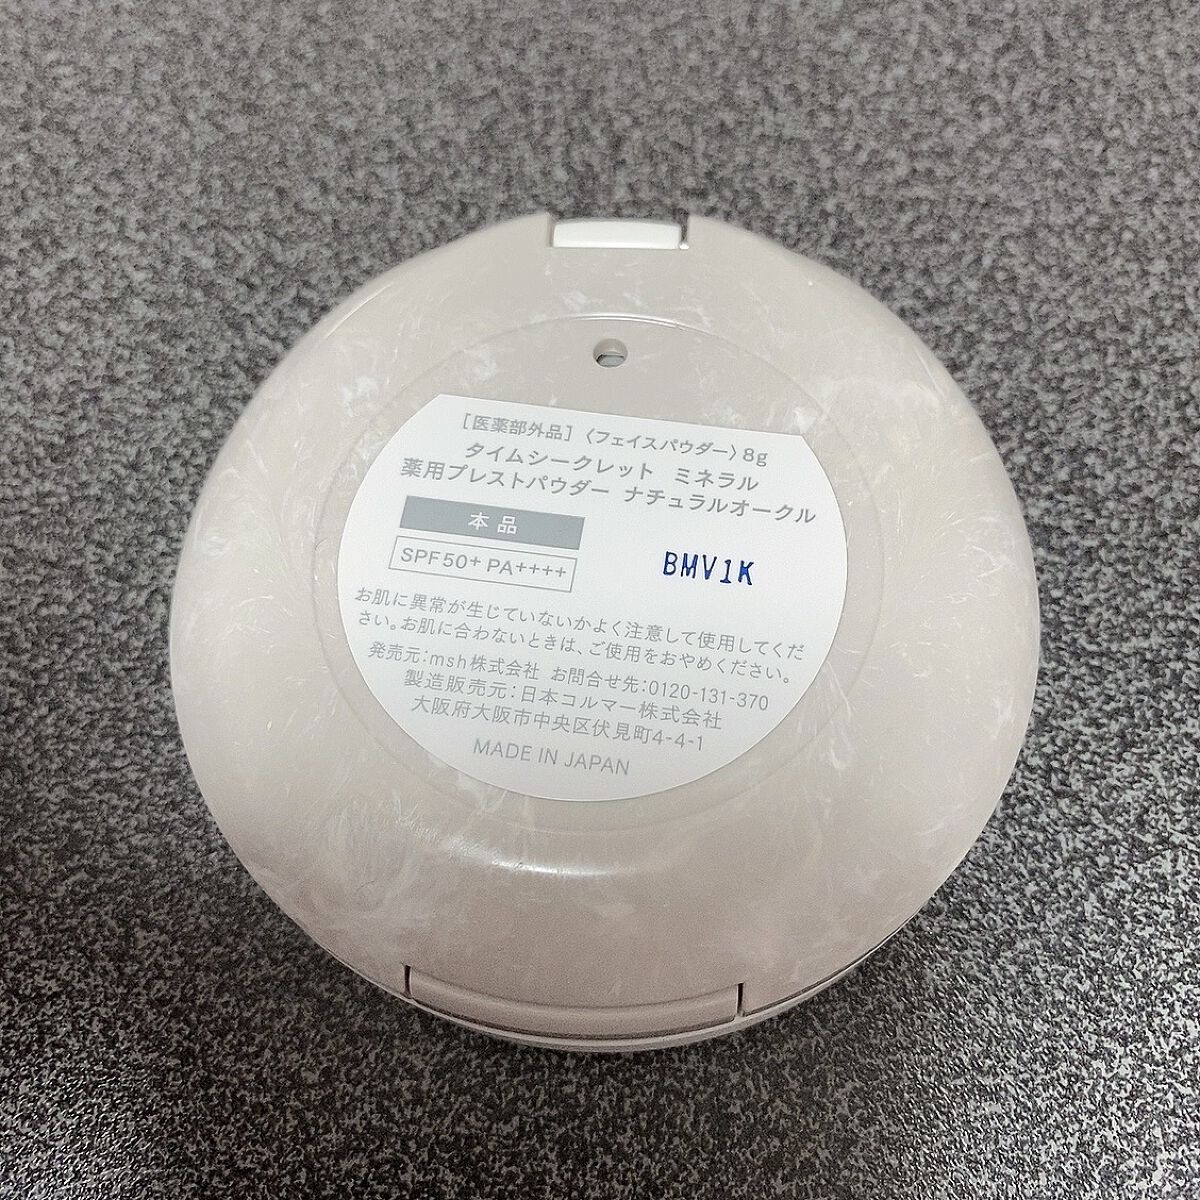 ［医薬部外品］〈フェイスパウダー〉8g
タイムシークレット ミネラル
薬用プレストパウダー ナチュラルオークル
本品
SPF50+ PA++++
BMV1K
お肌に異常が生じていないかよく注意して使用してくだ
さい。お肌に合わないときは、ご使用をおやめください。
発売元:msh株式会社 お問合せ先:0120-131-370
製造販売元:日本コルマー株式会社
大阪府大阪市中央区伏見町4-4-1
MADE IN JAPAN